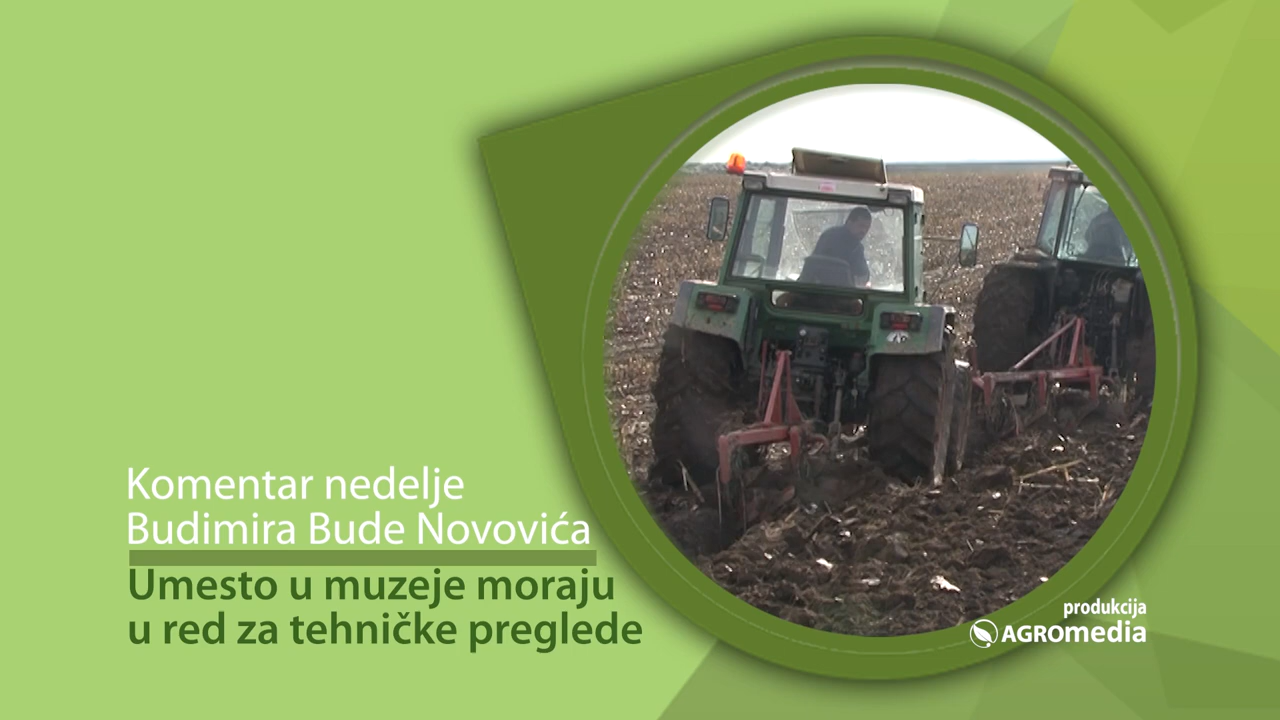 Komentar nedelje
Budimira Bude Novovića
Umesto u muzeje moraju
u red za tehničke preglede
produkcija
AGROmedia